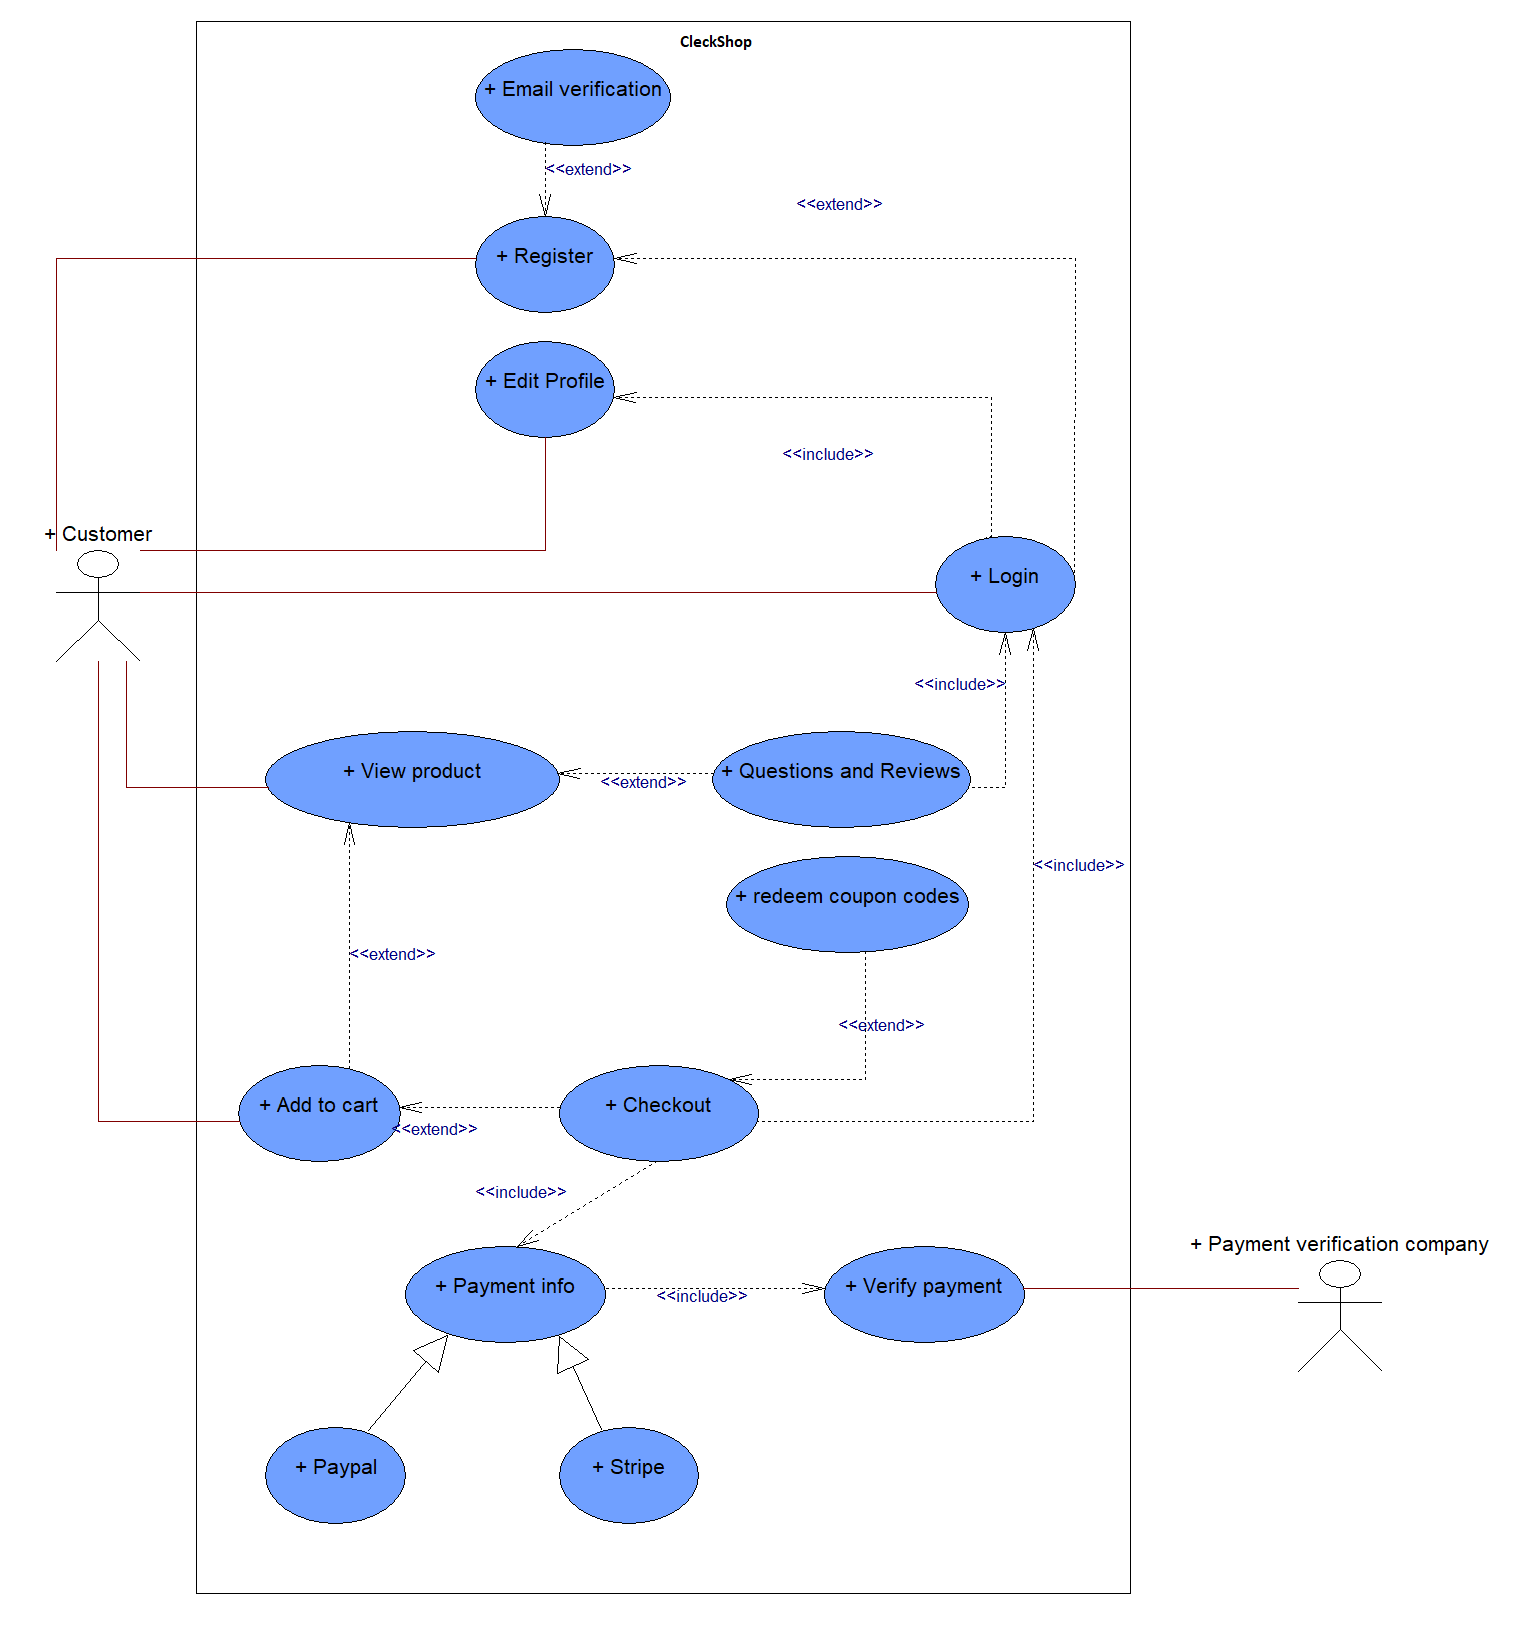 CleckShop
+ Email verification
<<extend>>
<<extend>>
+ Register
+ Edit Profile
<<include>>
+ Customer
+ Login
<<include>>
+ View product
+ Questions and Reviews
<<extend>>
<<include>>
+ redeem coupon codes
<<extend>>
<<extend>>
+ Add to cart
+ Checkout
<<extend>>
<<include>>
+ Payment verification company
+ Payment info
+ Verify payment
<<include>>
+ Paypal
+ Stripe